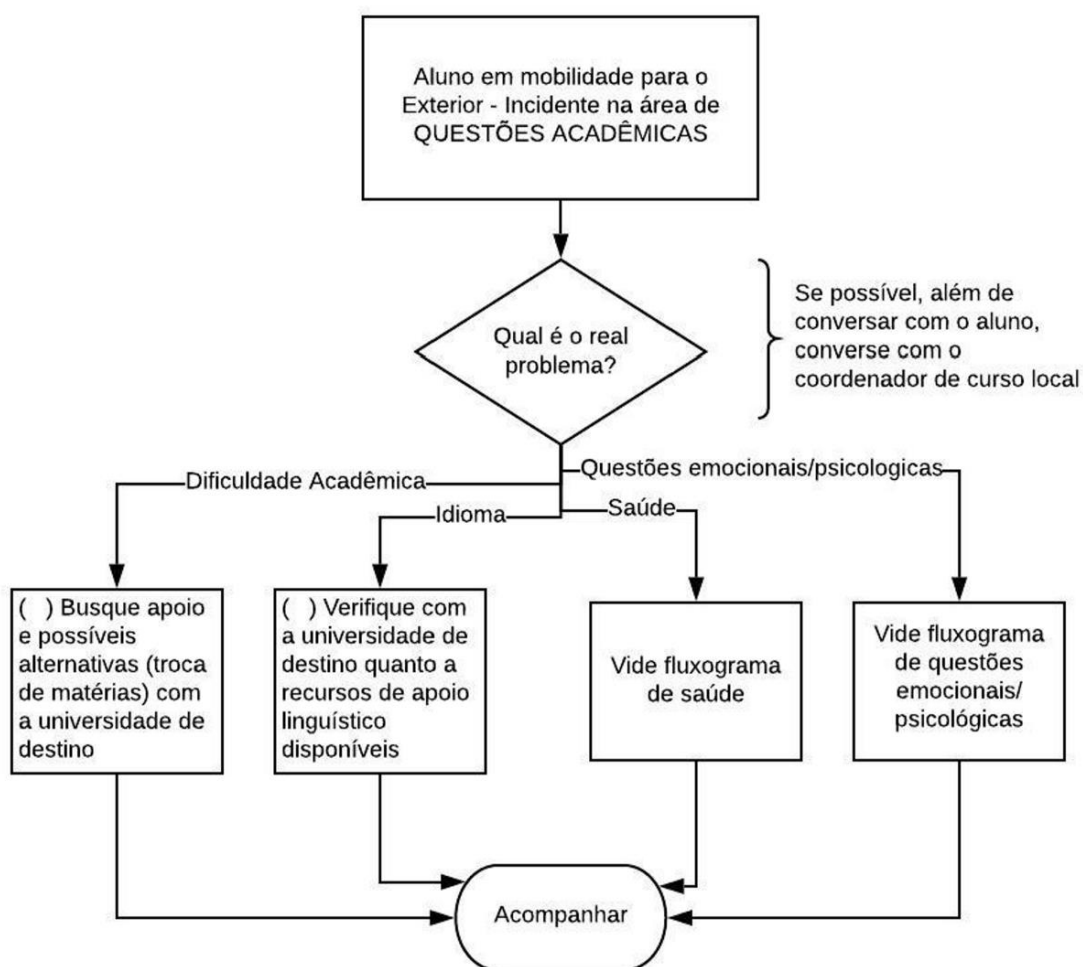 Aluno em mobilidade para o
Exterior - Incidente na área de
QUESTÕES ACADÊMICAS
Qual é o real
problema?
Se possível, além de
conversar com o aluno,
converse com o
coordenador de curso local
Dificuldade Acadêmica
Idioma
Saúde
Questões emocionais/psicologicas
( ) Busque apoio
e possíveis
alternativas (troca
de matérias) com
a universidade de
destino
( ) Verifique com
a universidade de
destino quanto a
recursos de apoio
linguístico
disponíveis
Vide fluxograma
de saúde
Vide fluxograma
de questões
emocionais/
psicológicas
Acompanhar